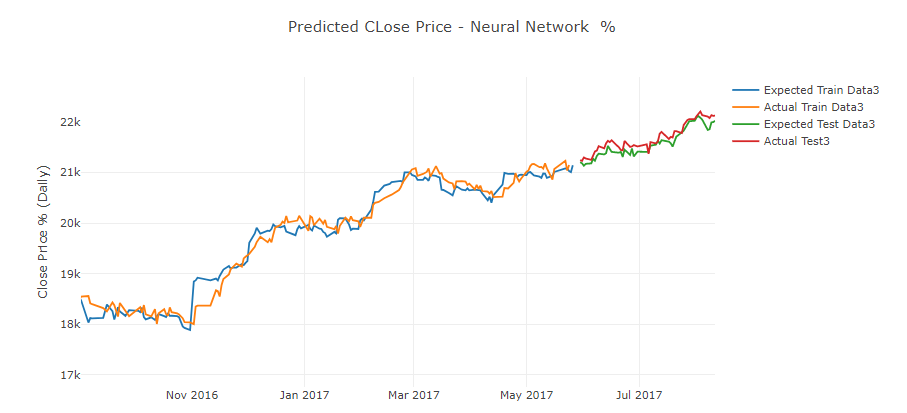 Predicted CLose Price - Neural Network %
Expected Train Data3
Actual Train Data3
Expected Test Data3
Actual Test3
Close Price % (Daily)
22k
21k
20k
19k
18k
17k
Nov 2016
Jan 2017
Mar 2017
May 2017
Jul 2017